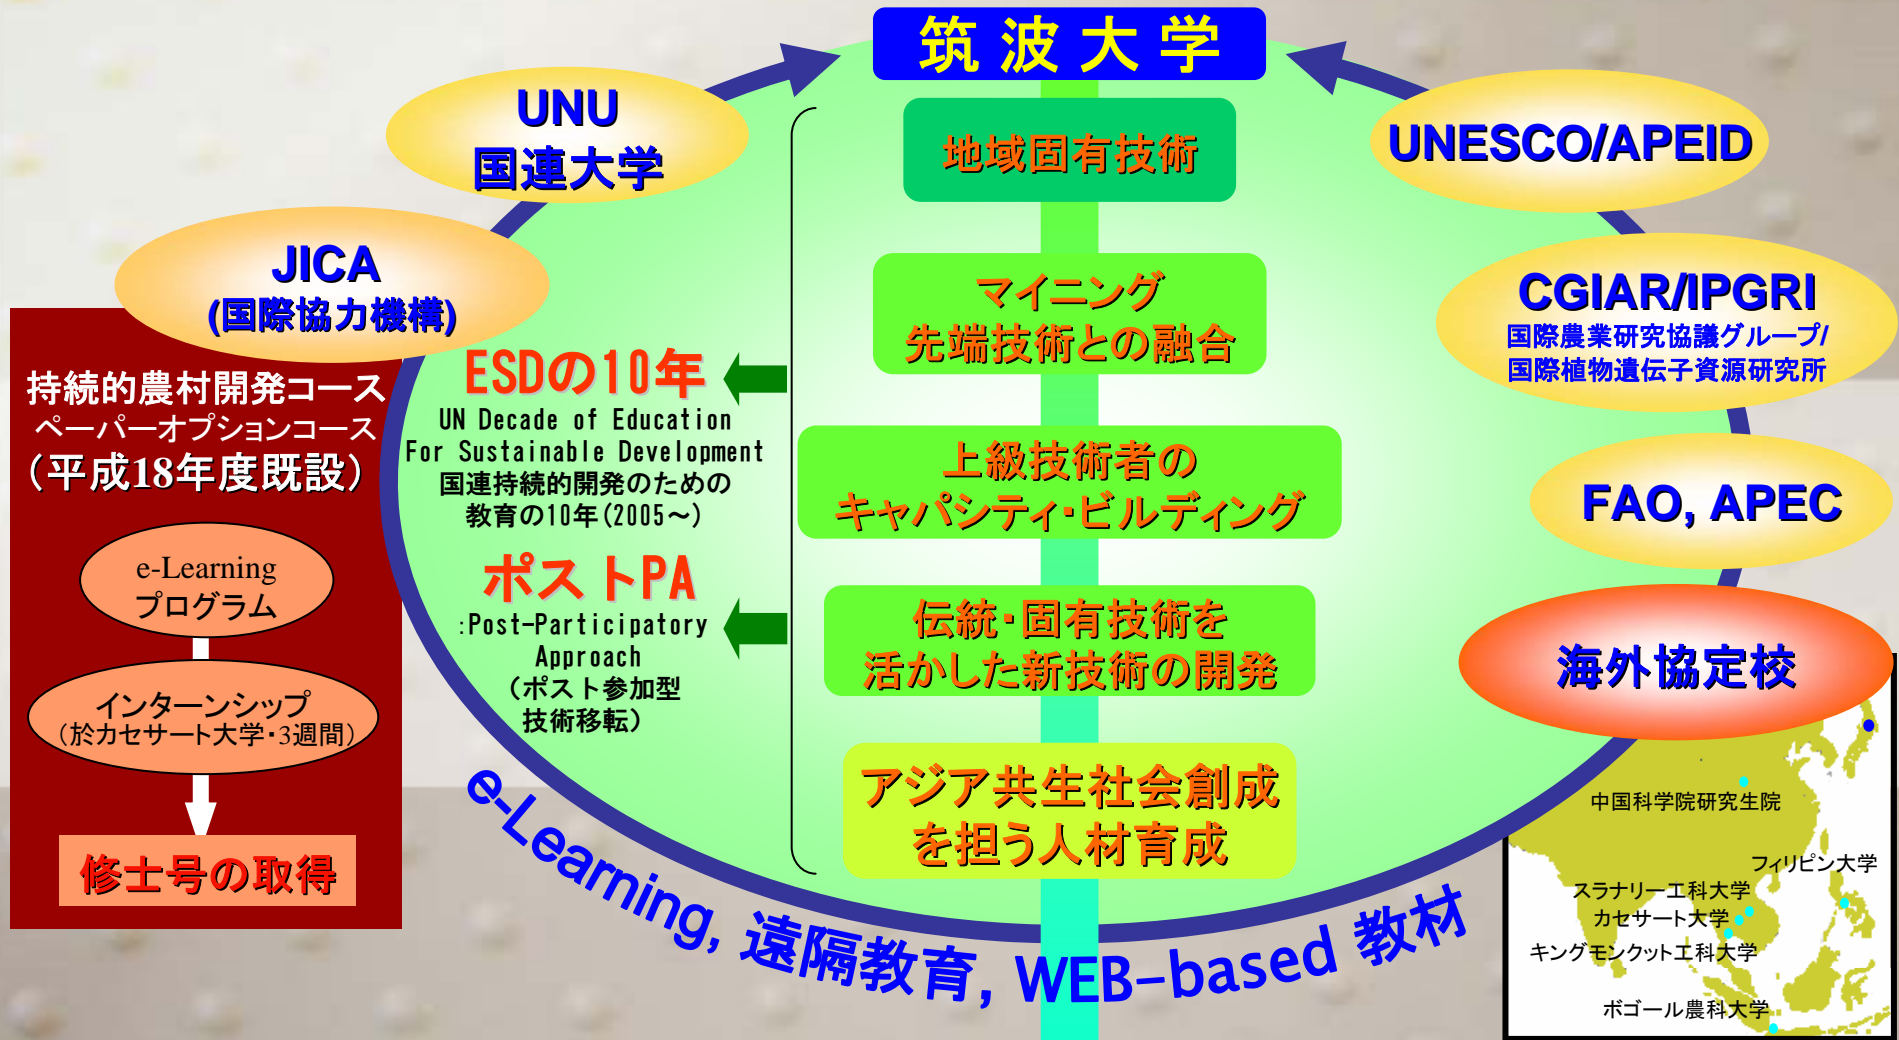 筑波大学
UNU
国連大学
JICA
(国際協力機構)
持続的農村開発コース
ペーパーオプションコース
（平成18年度既設）
e-Learning
プログラム
インターンシップ
（於カセサート大学・3週間）
修士号の取得
ESDの10年
UN Decade of Education
For Sustainable Development
国連持続的開発のための
教育の10年(2005～)
ポストPA
:Post-Participatory
Approach
（ポスト参加型
技術移転）
地域固有技術
マイニング
先端技術との融合
上級技術者の
キャパシティ・ビルディング
伝統・固有技術を
活かした新技術の開発
アジア共生社会創成
を担う人材育成
UNESCO/APEID
CGIAR/IPGRI
国際農業研究協議グループ/
国際植物遺伝子資源研究所
FAO, APEC
海外協定校
中国科学院研究生院
フィリピン大学
スラナリー工科大学
カセサート大学
キングモンクット工科大学
ボゴール農科大学
e-Learning, 遠隔教育, WEB-based 教材